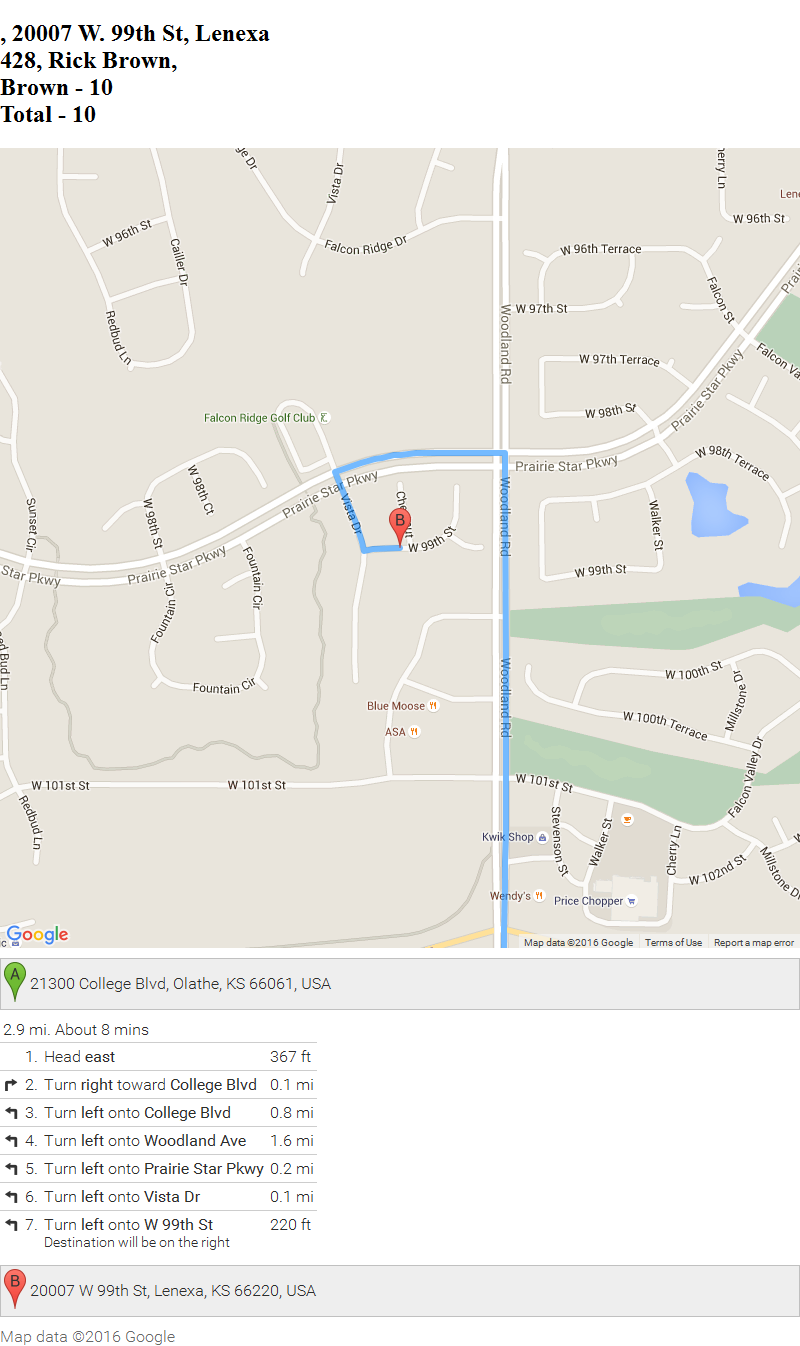 , 20007 W. 99th St, Lenexa
428, Rick Brown,
Brown - 10
Total - 10
Vista Dr
W 96th St
W 96th St
Cailler Dr
Falcon Ridge Dr
W 96th Terrace
Falcon St
Redbud Ln
Woodland Rd
W 97th St
W 97th Terrace
Falcon Ridge Golf Club
W 98th St
Prairie Star Pkwy
W 98th Terrace
Prairie Star Pkwy
W 98th Ct
Prairie Star Pkwy
Vista Dr
Woodland Rd
Walker St
Sunset Cir
W 98th St
B
W 99th St
Prairie Star Pkwy
Star Pkwy
W 99th St
Fountain Cir
Fountain Cir
Fountain Cir
W 100th St
Millstone Dr
Woodland Rd
Blue Moose
ASA
W 100th Terrace
Falcon Valley Dr
W 101st St
W 101st St
W 101st St
Redbud Ln
Stevenson St
Walker St
Kwik Shop
Cherry Ln
W 102nd St
Wendy's
Price Chopper
Google
Map data ©2016 Google Terms of Use Report a map error
A 21300 College Blvd, Olathe, KS 66061, USA
2.9 mi. About 8 mins
1. Head east 367 ft
2. Turn right toward College Blvd 0.1 mi
3. Turn left onto College Blvd 0.8 mi
4. Turn left onto Woodland Ave 1.6 mi
5. Turn left onto Prairie Star Pkwy 0.2 mi
6. Turn left onto Vista Dr 0.1 mi
7. Turn left onto W 99th St 220 ft
Destination will be on the right
B 20007 W 99th St, Lenexa, KS 66220, USA
Map data ©2016 Google